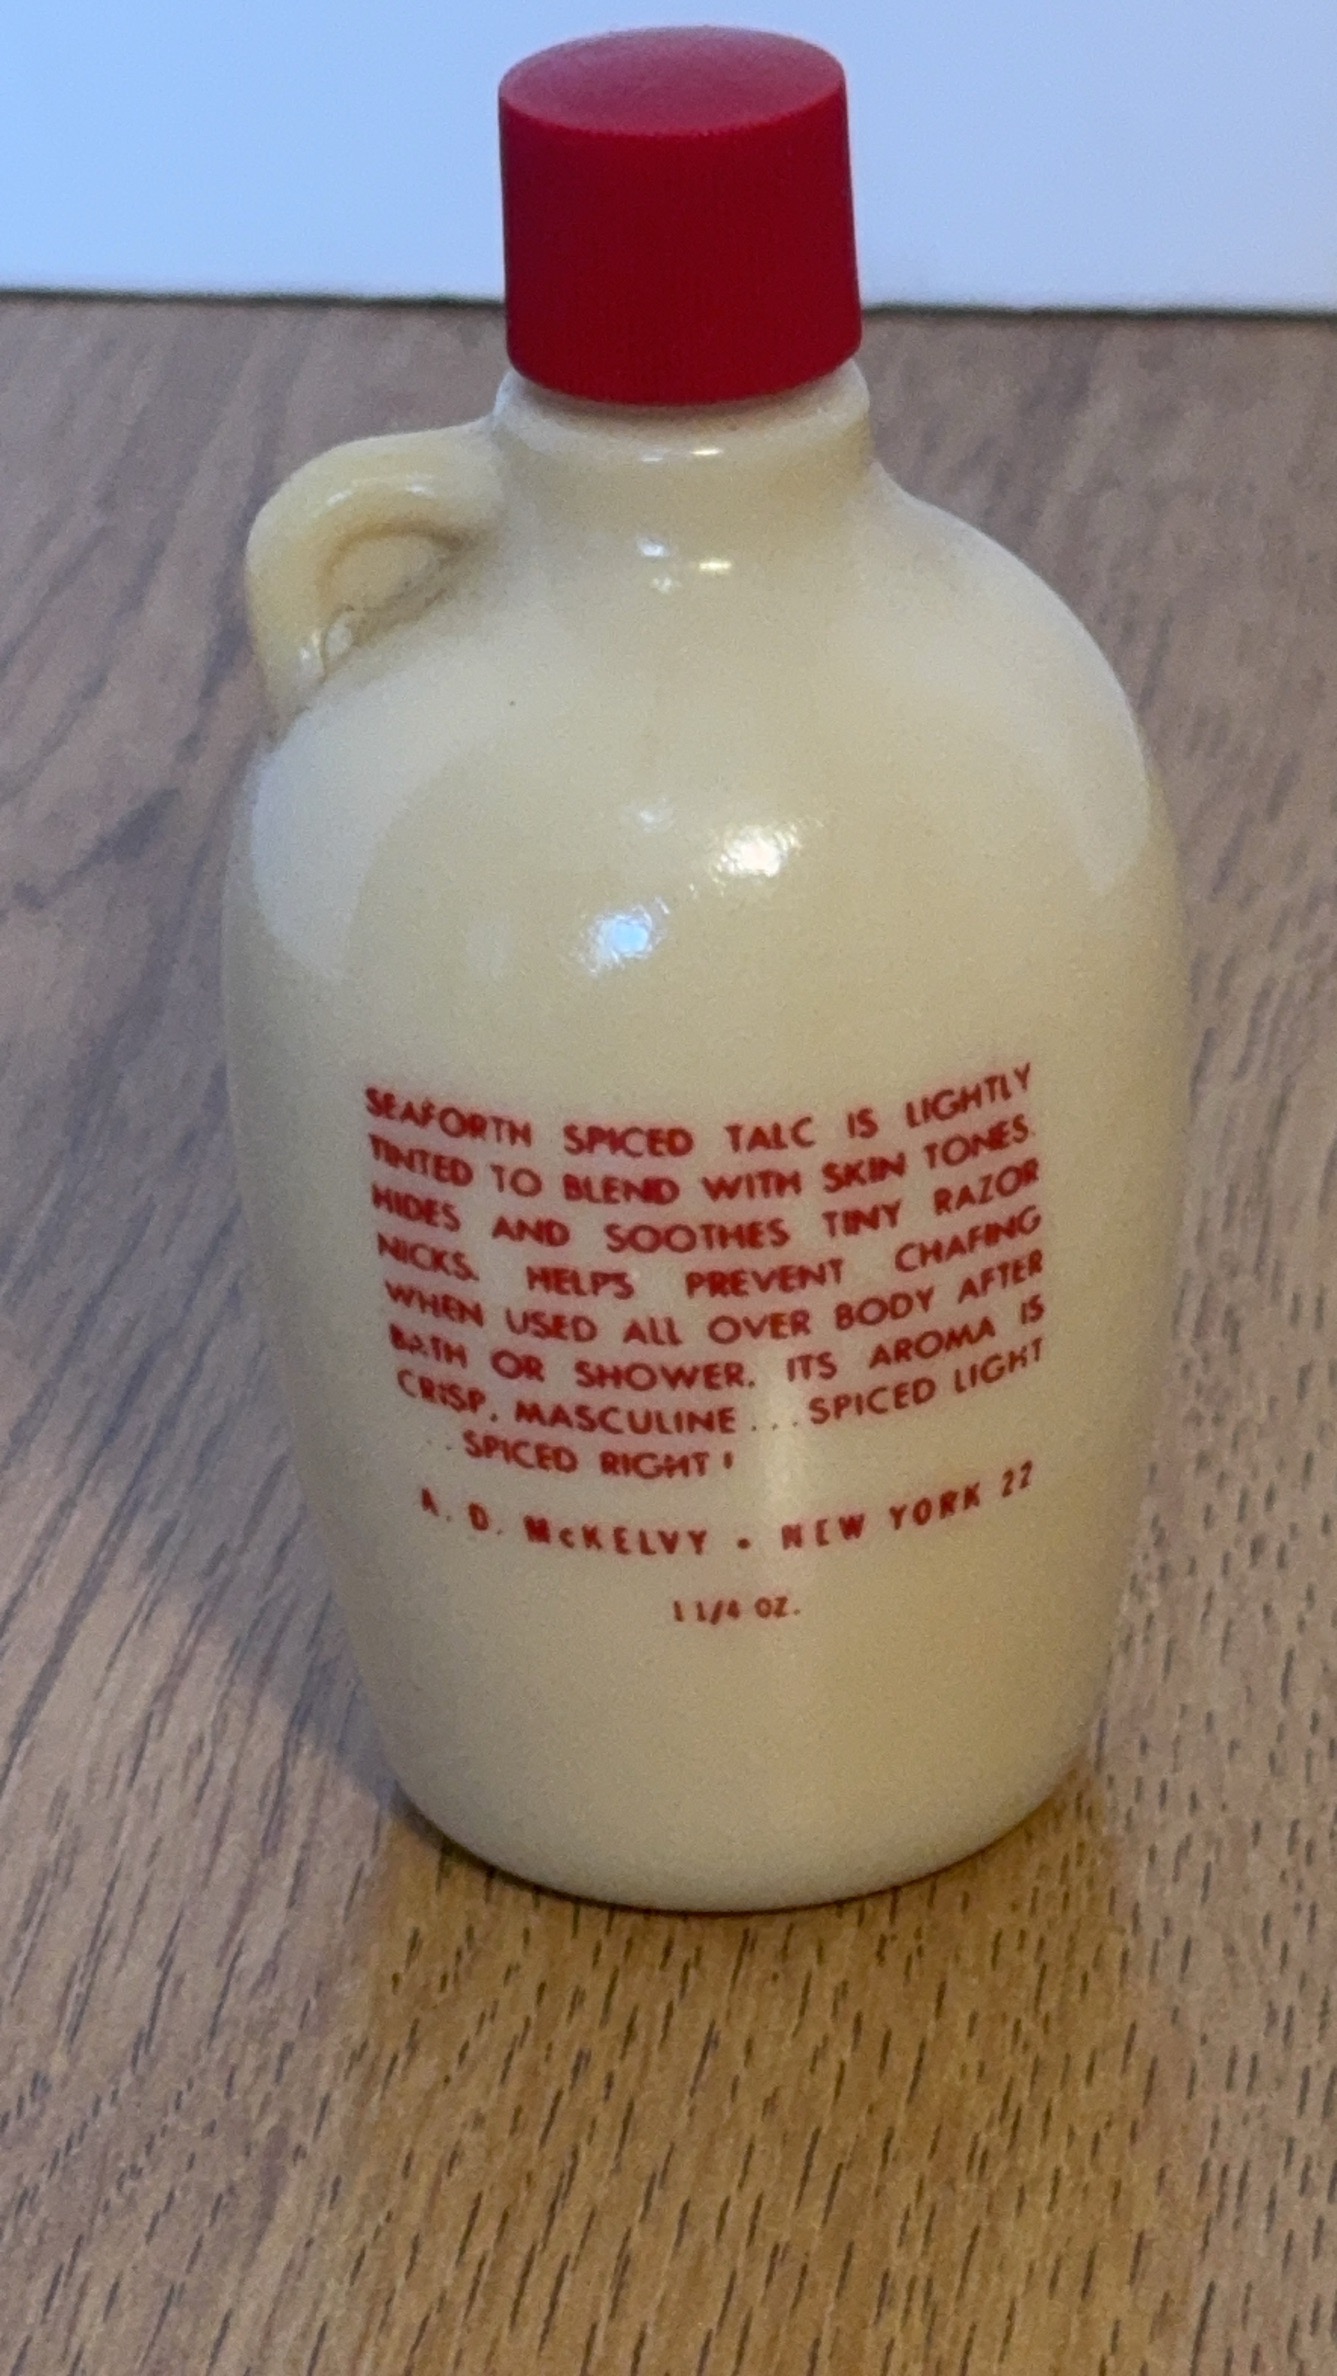 SEAFORTH SPICED TALC IS LIGHTLY
TINTED TO BLEND WITH SKIN TONES.
HIDES AND SOOTHES TINY RAZOR
NICKS. HELPS PREVENT CHAFING
WHEN USED ALL OVER BODY AFTER
BATH OR SHOWER. ITS AROMA IS
CRISP, MASCULINE...SPICED LIGHT
...SPICED RIGHT!
A. D. McKELVY • NEW YORK 22
1 1/4 OZ.